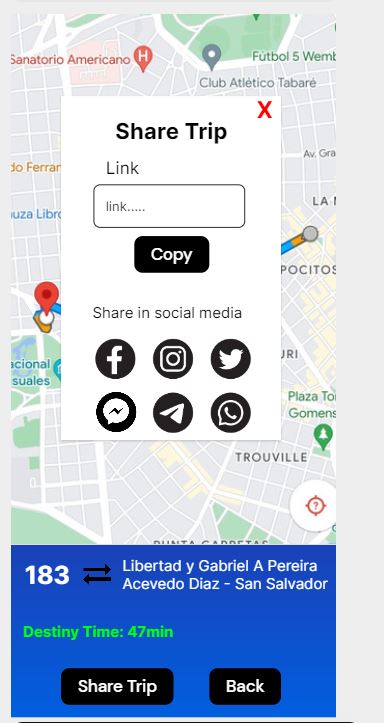 Sanatorio Americano
H
Fútbol 5 Wemb
Club Atlético Tabaré
X
Share Trip
Av. Gra
Link
do Ferran
link.....
LA
uza Libro
Copy
POCITOS
Share in social media
acional
suales
URI
Plaza To
Gomens
TROUVILLE
PUNTA CARRETAS
183
Libertad y Gabriel A Pereira
Acevedo Diaz - San Salvador
Destiny Time: 47min
Share Trip
Back